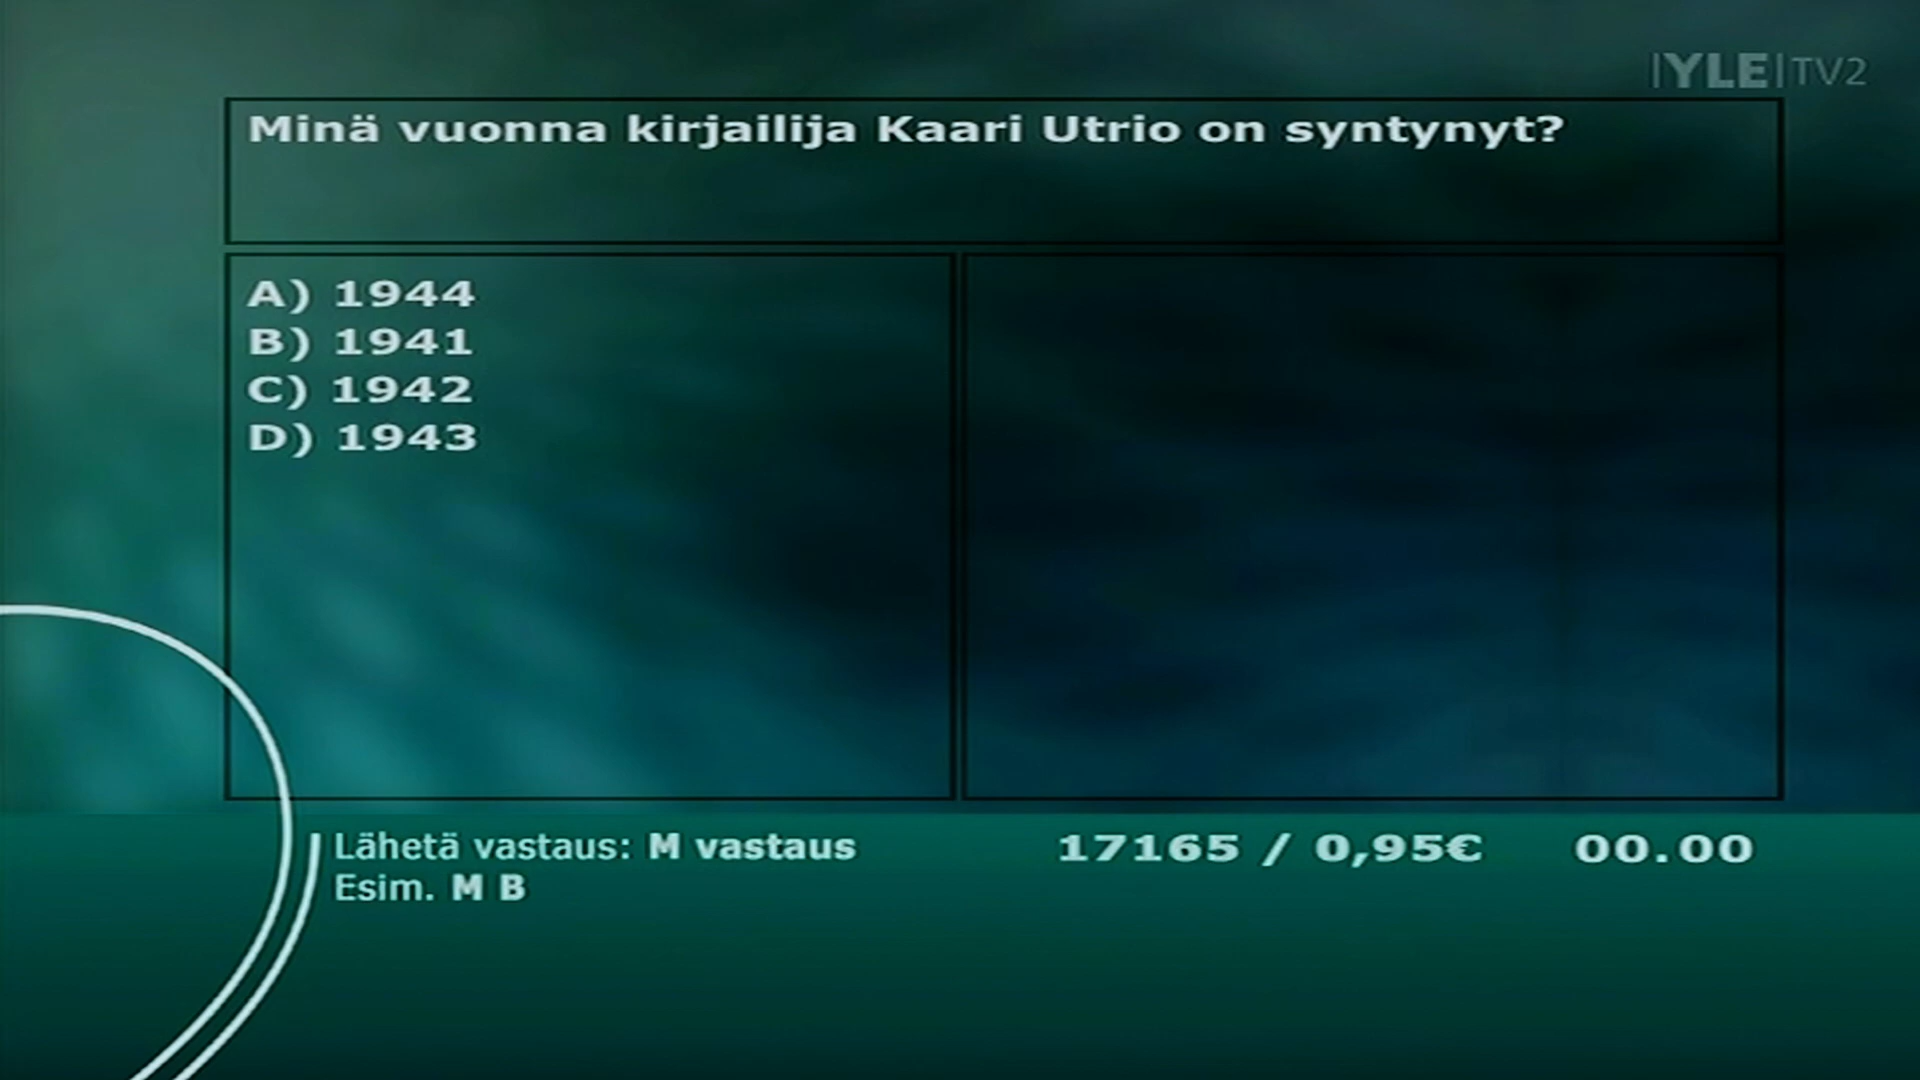 YLE TV2
Minä vuonna kirjailija Kaari Utrio on syntynyt?
A) 1944
B) 1941
C) 1942
D) 1943
Lähetä vastaus: M vastaus
Esim. M B
17165 / 0,95€
00.00